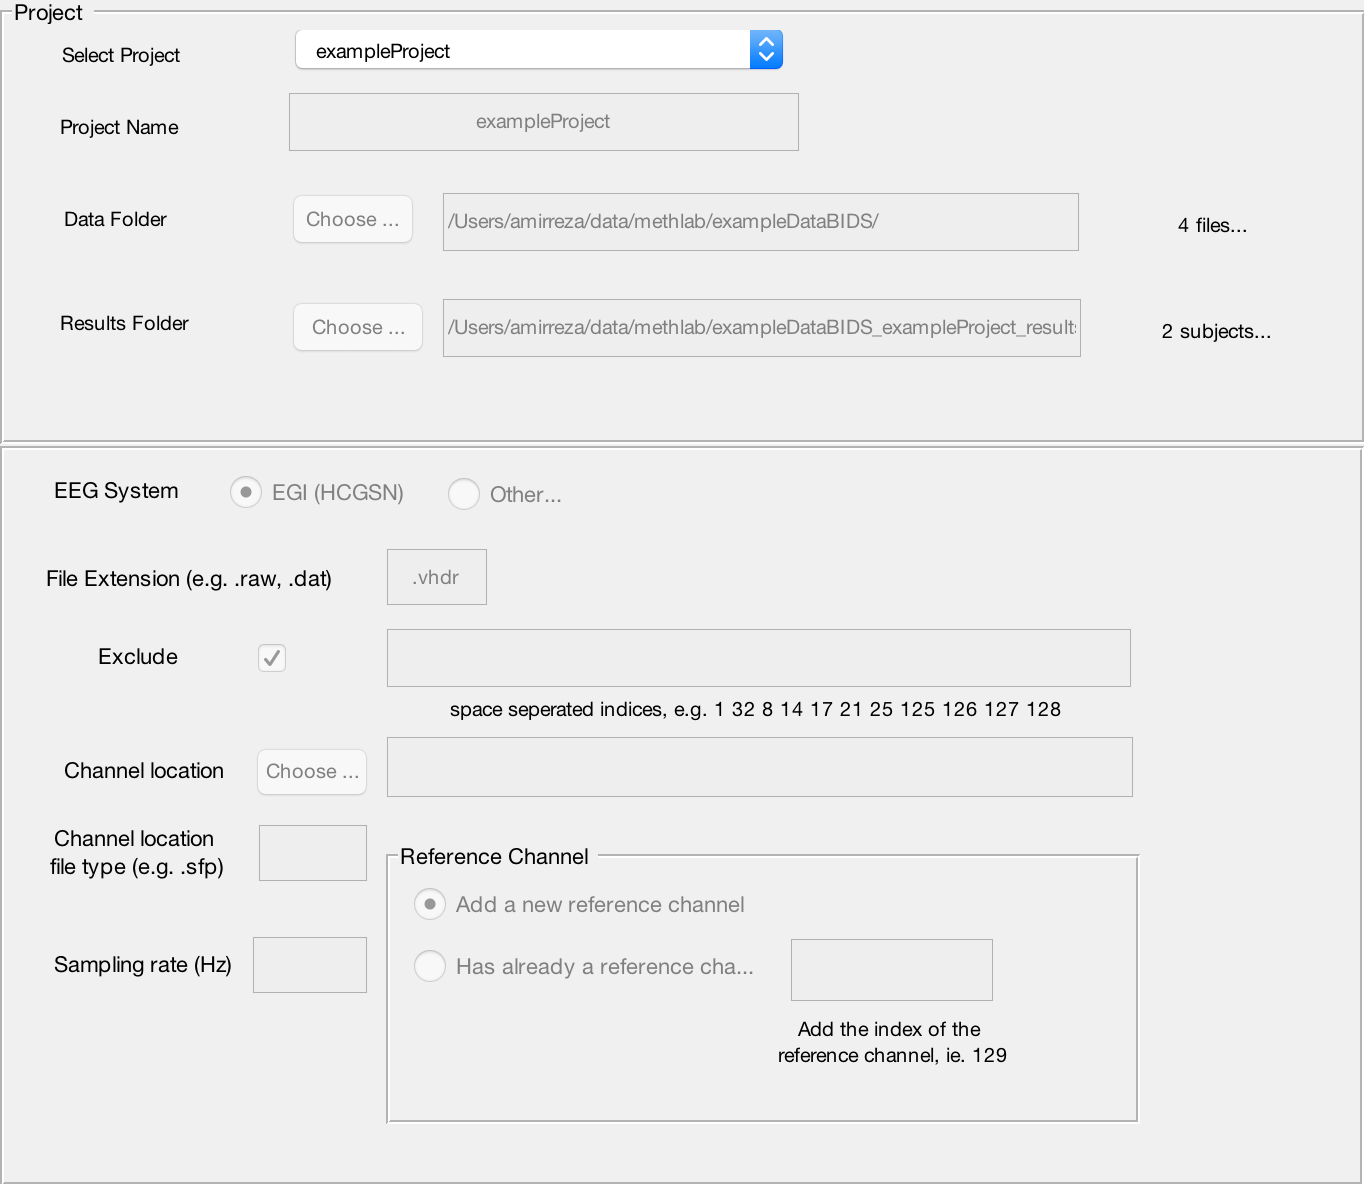 Project
Select Project
exampleProject
Project Name
exampleProject
Data Folder
Choose ...
/Users/amirreza/data/methlab/exampleDataBIDS/
4 files...
Results Folder
Choose ...
/Users/amirreza/data/methlab/exampleDataBIDS_exampleProject_results
2 subjects...
EEG System
EGI (HCGSN)
Other...
File Extension (e.g. .raw, .dat)
.vhdr
Exclude
space seperated indices, e.g. 1 32 8 14 17 21 25 125 126 127 128
Channel location
Choose ...
Channel location
file type (e.g. .sfp)
Reference Channel
Add a new reference channel
Sampling rate (Hz)
Has already a reference cha...
Add the index of the
reference channel, ie. 129